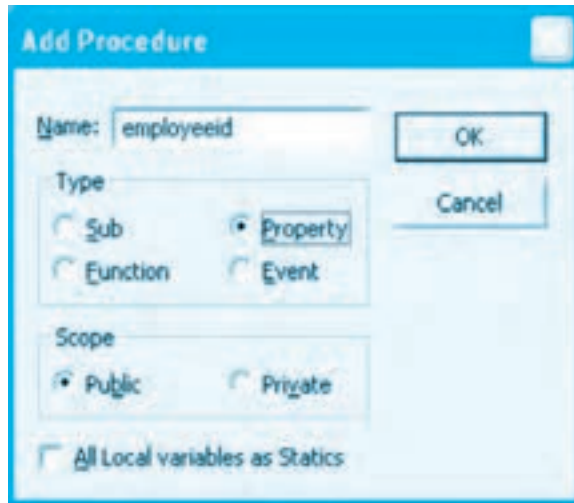 Add Procedure
Name: employeeid
OK
Cancel
Type
Sub
Property
Function
Event
Scope
Public
Private
All Local variables as Statics